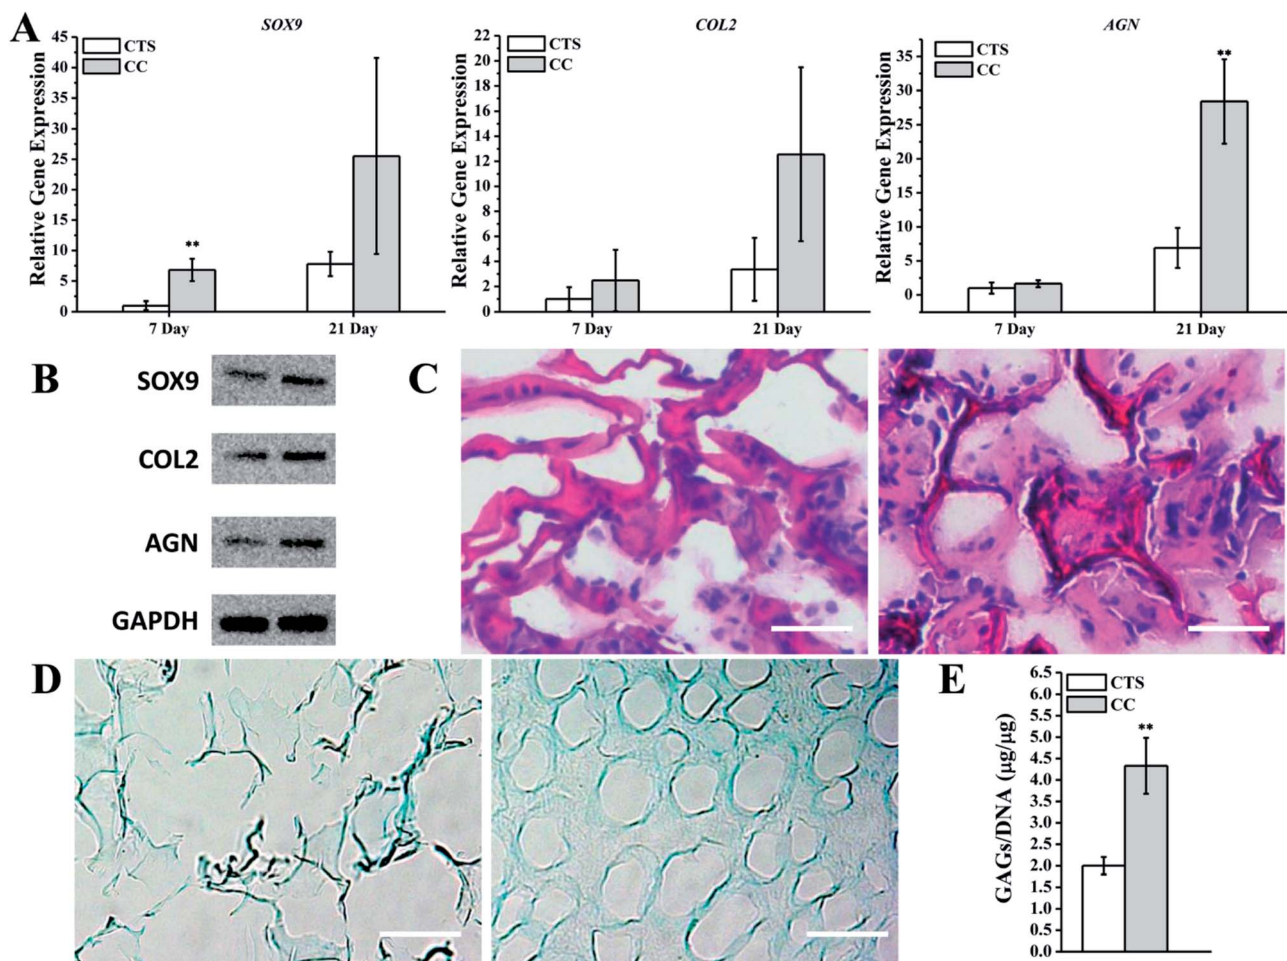 A
SOX9
CTS
CC
Relative Gene Expression
45
40
35
30
25
20
15
10
5
0
**
7 Day
21 Day
COL2
CTS
CC
Relative Gene Expression
22
20
18
16
14
12
10
8
6
4
2
0
7 Day
21 Day
AGN
CTS
CC
Relative Gene Expression
35
30
25
20
15
10
5
0
**
7 Day
21 Day
B
SOX9
COL2
AGN
GAPDH
C
D
E
CTS
CC
GAGs/DNA (μg/μg)
6.5
6.0
5.5
5.0
4.5
4.0
3.5
3.0
2.5
2.0
1.5
1.0
0.5
0.0
**